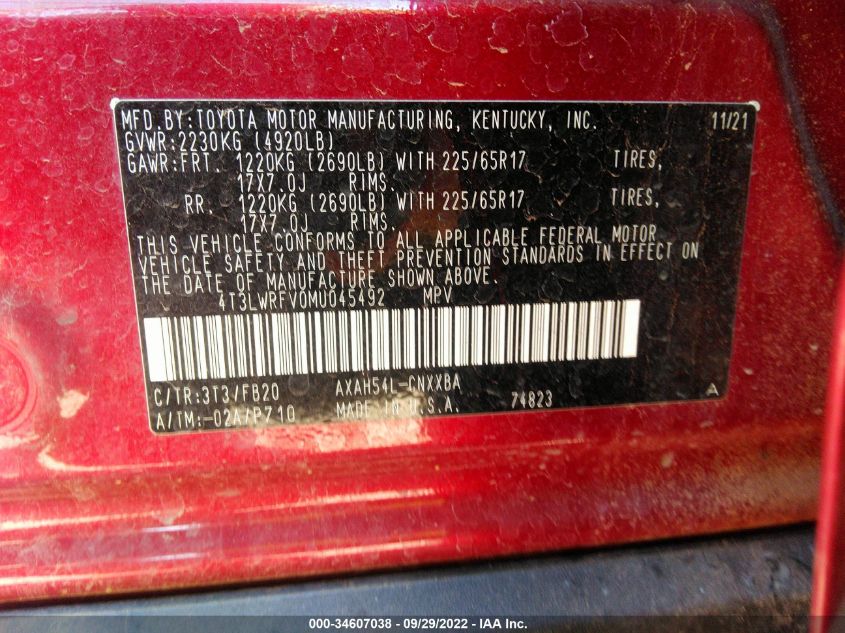 MFD.BY:TOYOTA MOTOR MANUFACTURING, KENTUCKY, INC. 11/21
GVWR:2230KG (4920LB)
GAWR:FRT. 1220KG (2690LB) WITH 225/65R17 TIRES,
17X7.0J RIMS.
RR. 1220KG (2690LB) WITH 225/65R17 TIRES,
17X7.0J RIMS.
THIS VEHICLE CONFORMS TO ALL APPLICABLE FEDERAL MOTOR
VEHICLE SAFETY AND THEFT PREVENTION STANDARDS IN EFFECT ON
THE DATE OF MANUFACTURE SHOWN ABOVE.
4T3LWRFV0MU045492 MPV
C/TR:3T3/FB20 AXAH54L-CNXXBA
A/TM:-02A/P710 MADE IN U.S.A. 74823 A
000-34607038 - 09/29/2022 - IAA Inc.